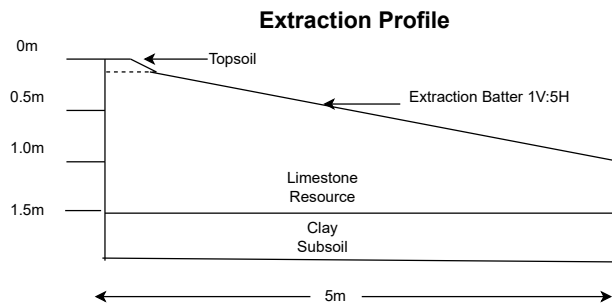 Extraction Profile
0m
Topsoil
0.5m
Extraction Batter 1V:5H
1.0m
Limestone
Resource
1.5m
Clay
Subsoil
5m